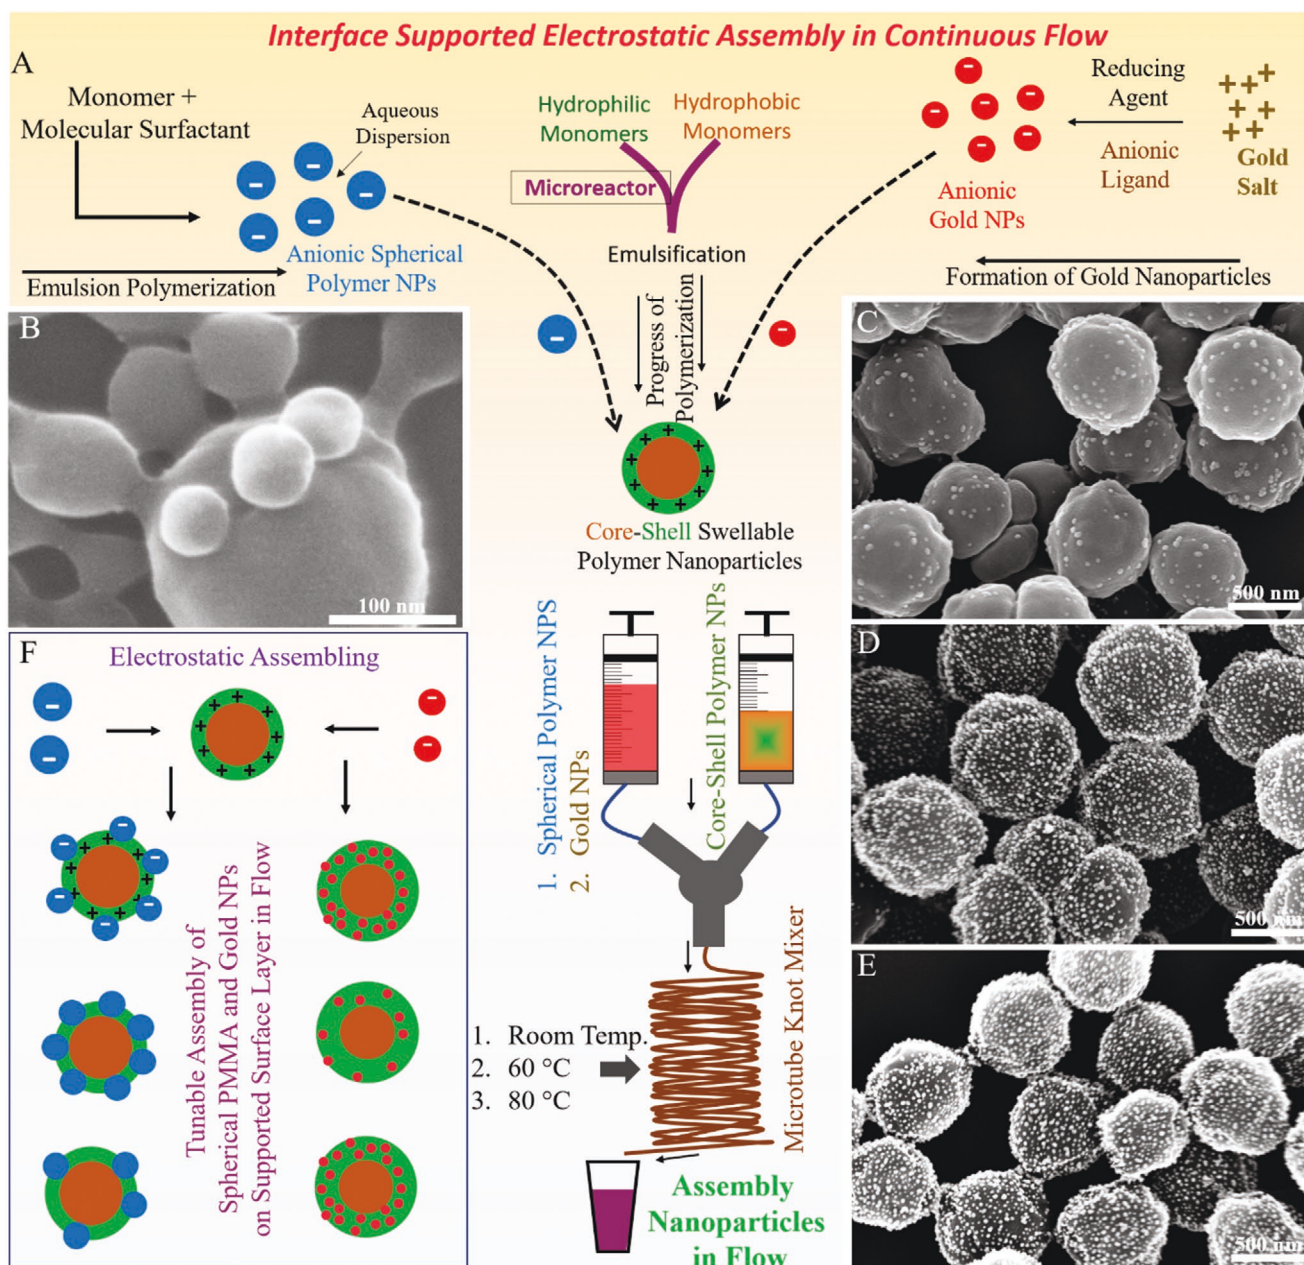 Interface Supported Electrostatic Assembly in Continuous Flow
A
Monomer +
Molecular Surfactant
Aqueous
Dispersion
Anionic Spherical
Polymer NPs
Emulsion Polymerization
Hydrophilic
Monomers
Hydrophobic
Monomers
Microreactor
Emulsification
Progress of
Polymerization
Reducing
Agent
Anionic
Ligand
Gold
Salt
Anionic
Gold NPs
Formation of Gold Nanoparticles
Core-Shell Swellable
Polymer Nanoparticles
B
100 nm
C
500 nm
D
500 nm
E
500 nm
1. Spherical Polymer NPS
2. Gold NPs
Core-Shell Polymer NPs
1. Room Temp.
2. 60 °C
3. 80 °C
Microtube Knot Mixer
Assembly
Nanoparticles
in Flow
F
Electrostatic Assembling
Tunable Assembly of
Spherical PMMA and Gold NPs
on Supported Surface Layer in Flow